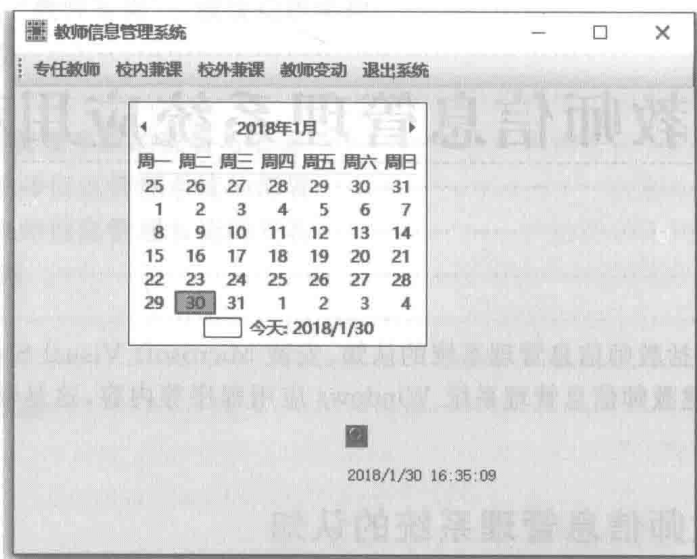 教师信息管理系统
专任教师 校内兼课 校外兼课 教师变动 退出系统
2018年1月
周一 周二 周三 周四 周五 周六 周日
25 26 27 28 29 30 31
1 2 3 4 5 6 7
8 9 10 11 12 13 14
15 16 17 18 19 20 21
22 23 24 25 26 27 28
29 30 31 1 2 3 4
今天: 2018/1/30
2018/1/30 16:35:09